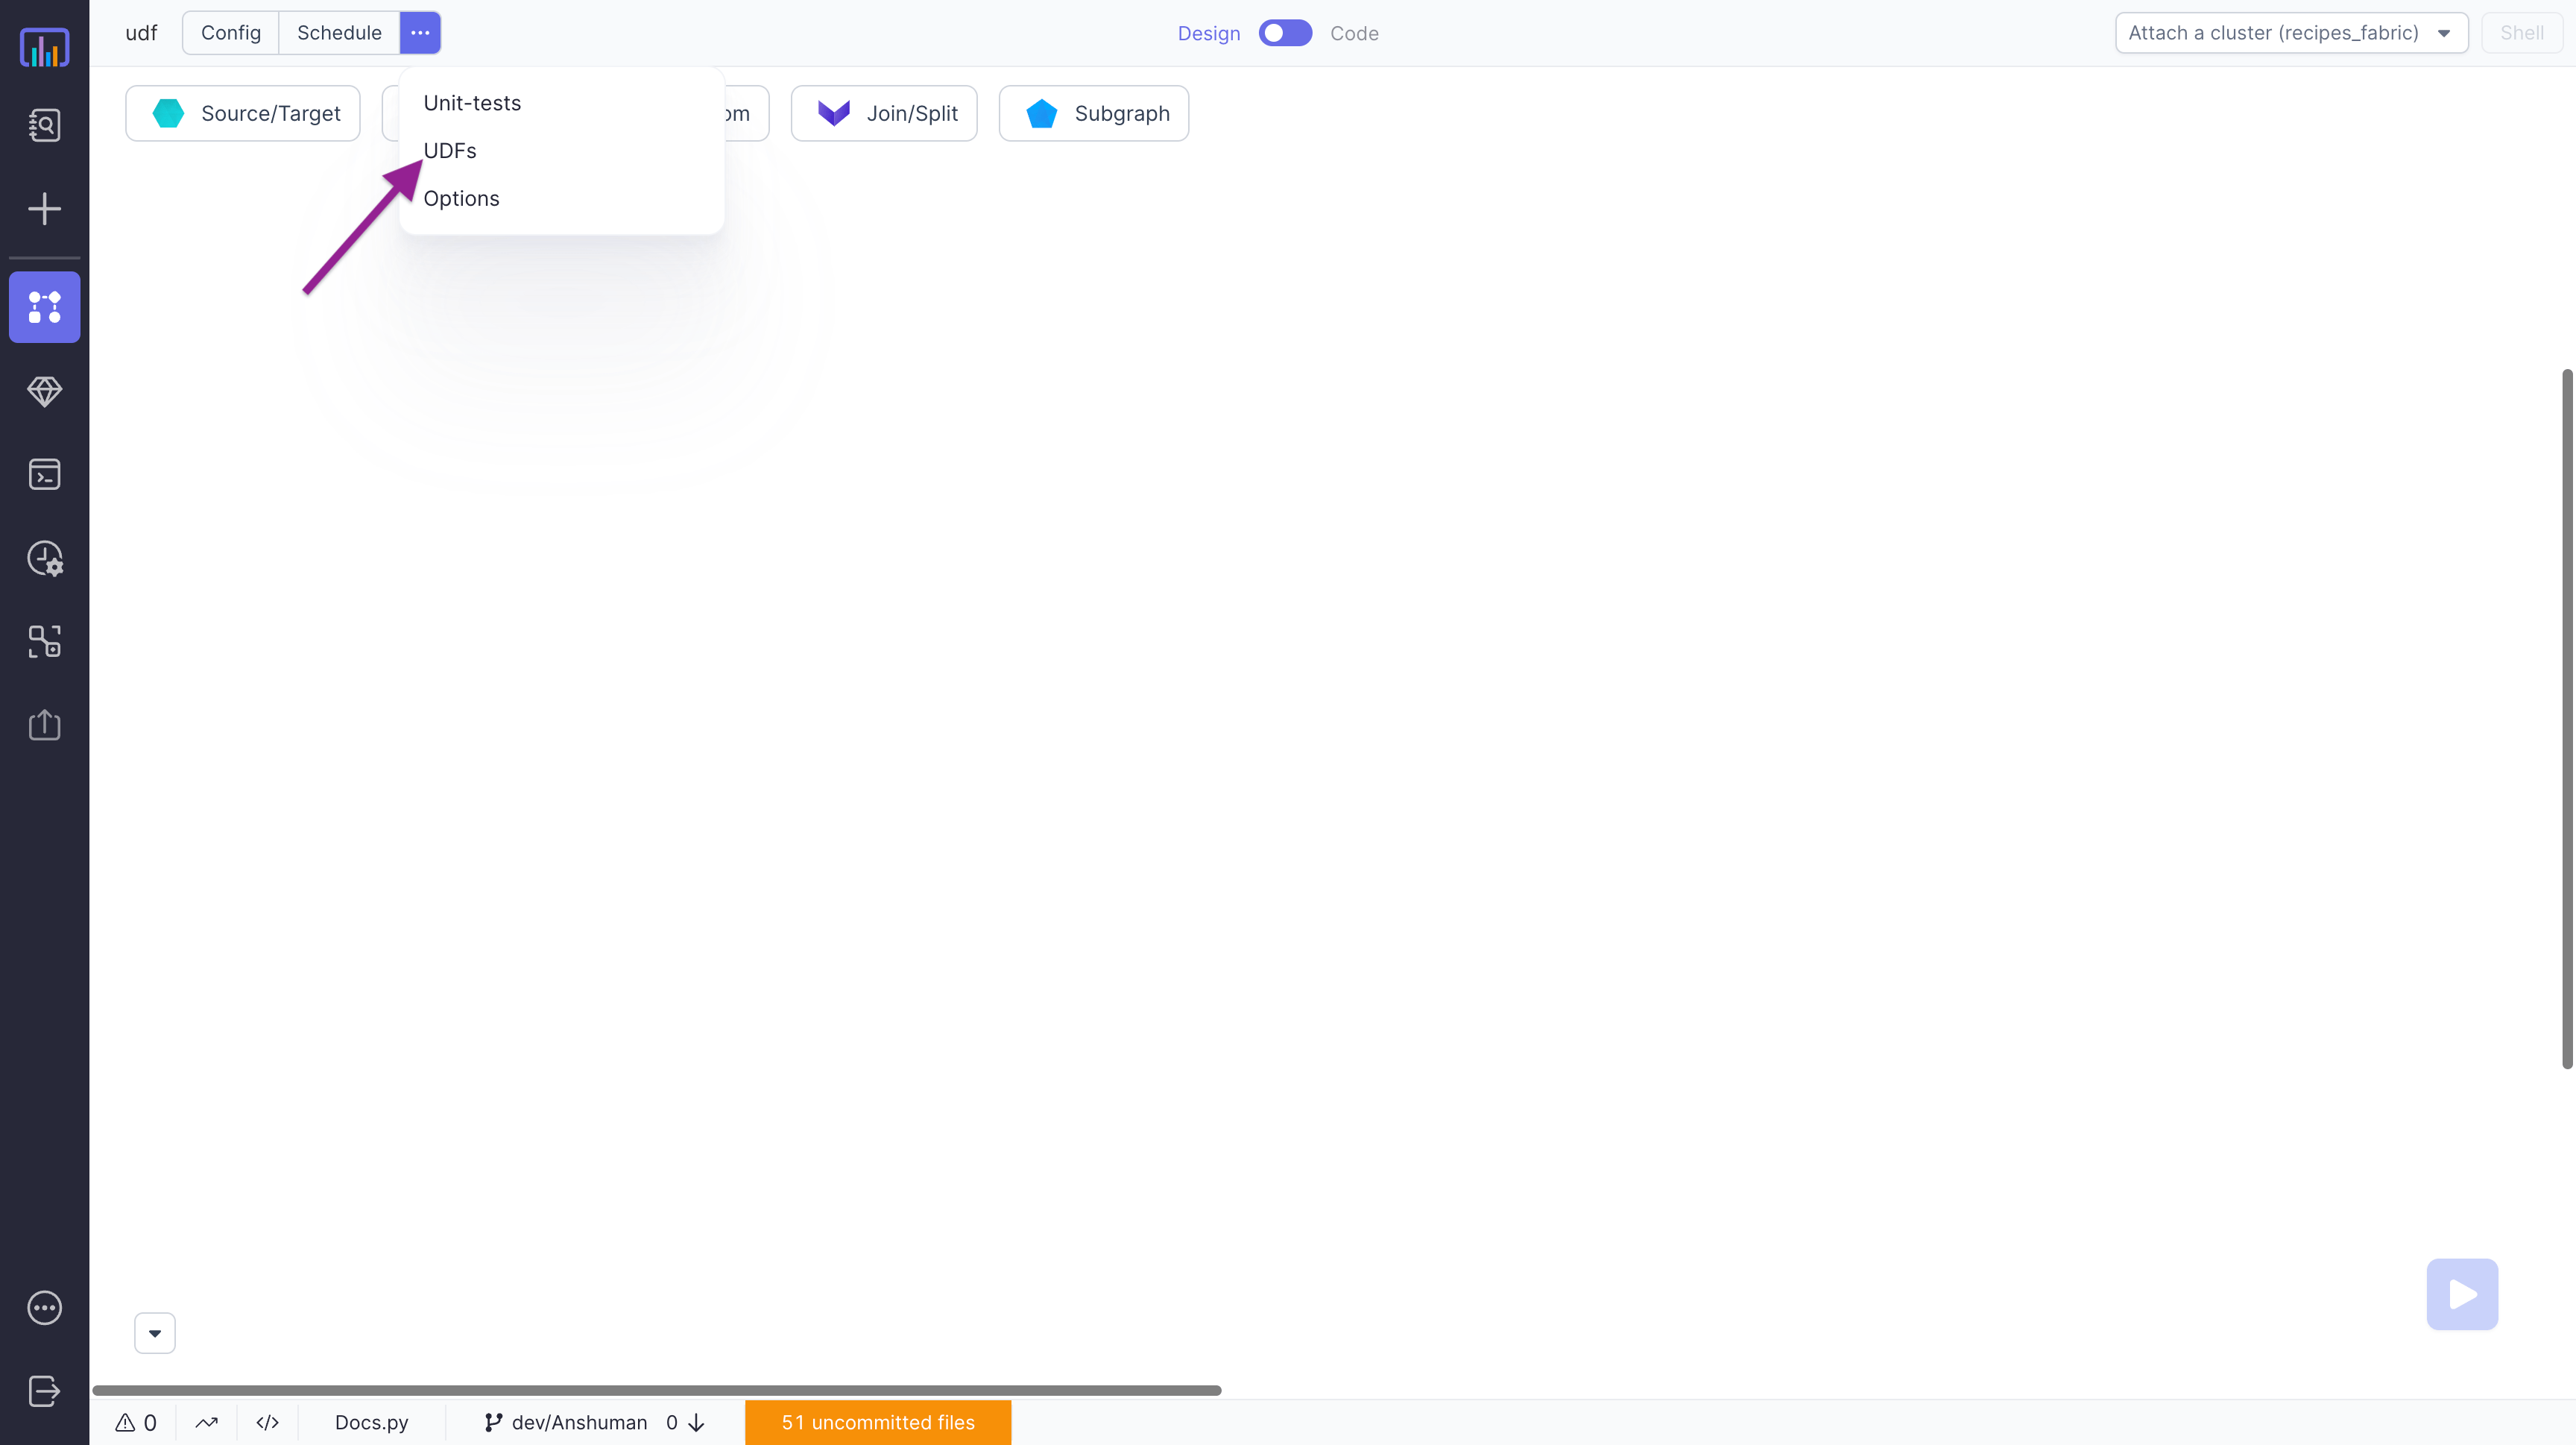 udf
Config
Schedule
Design
Code
Attach a cluster (recipes_fabric)
Shell
Source/Target
Join/Split
Subgraph
Unit-tests
UDFs
Options
0
</>
Docs.py
dev/Anshuman
0
51 uncommitted files